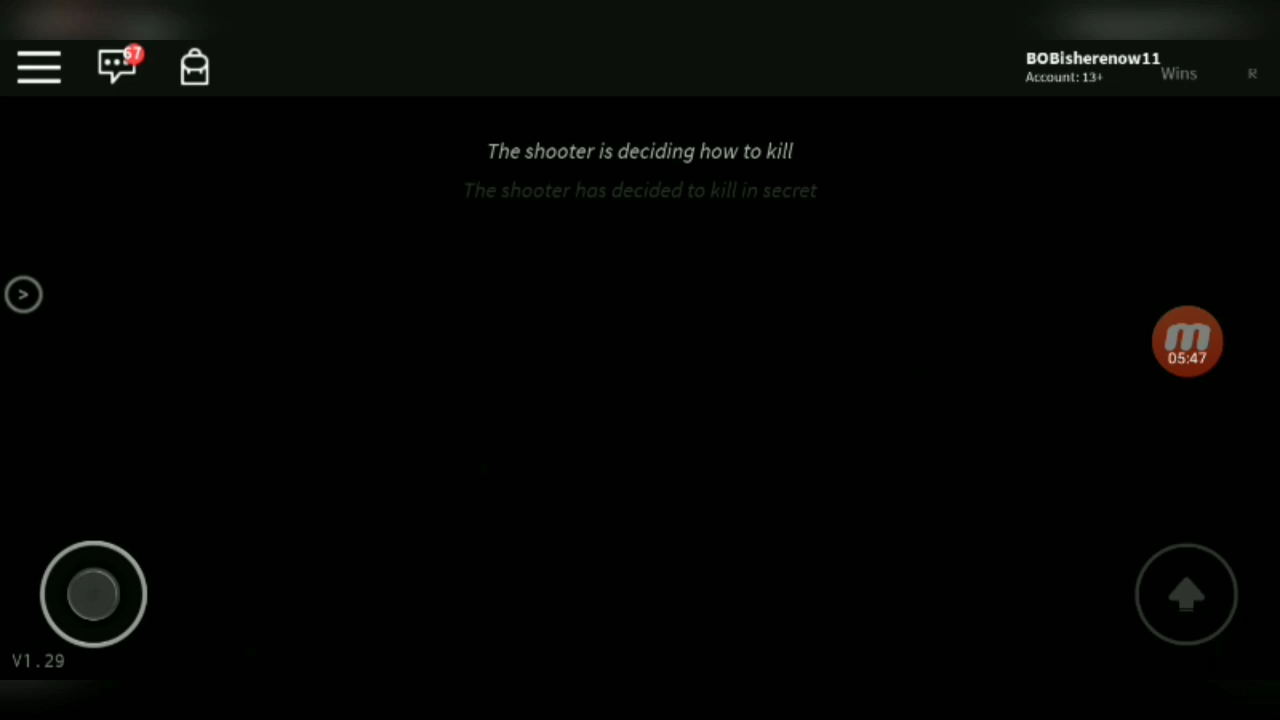 67
BOBisherenow11
Account: 13+
Wins
R
The shooter is deciding how to kill
The shooter has decided to kill in secret
>
m
05:47
V1.29